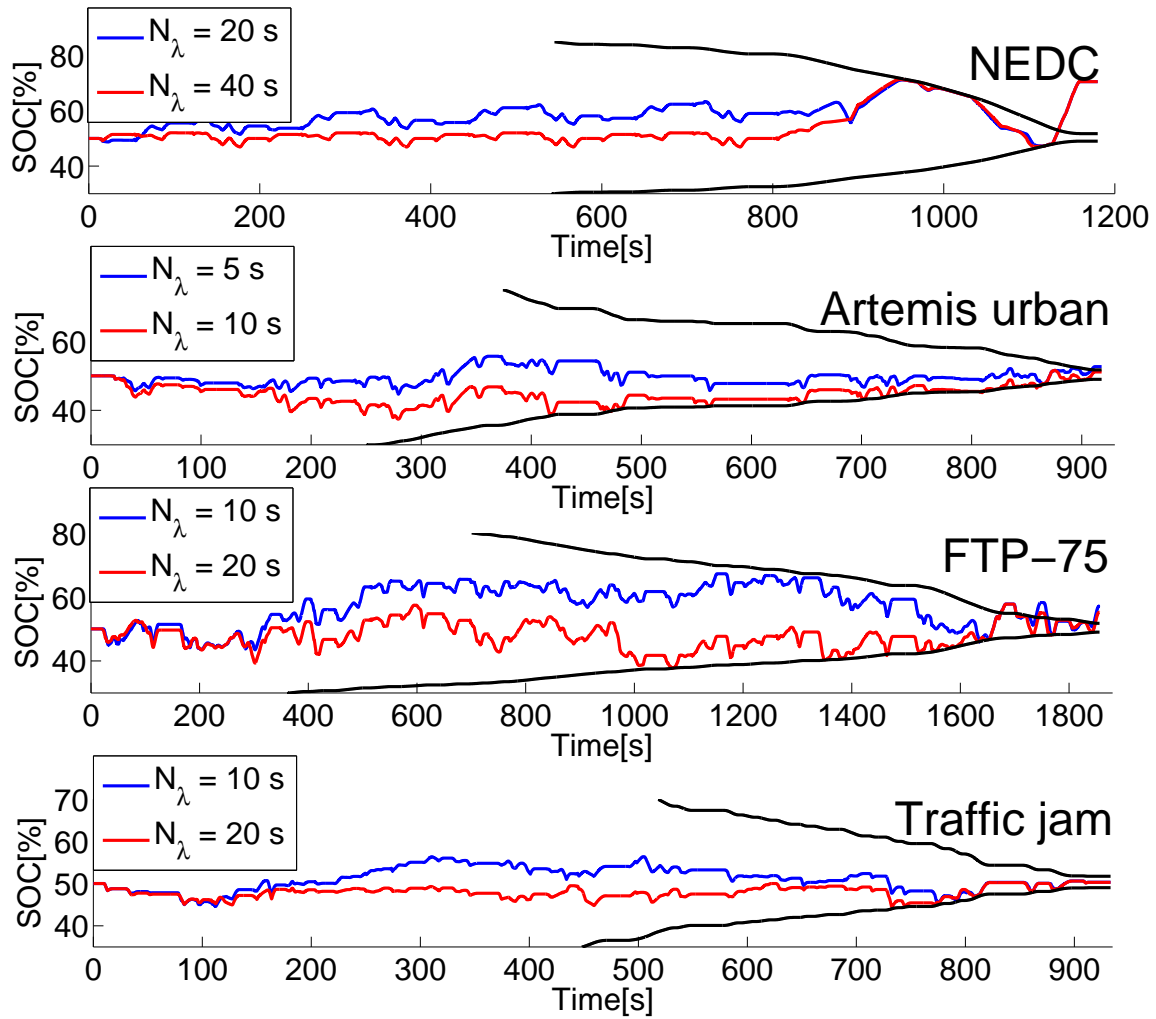 N_λ = 20 s
N_λ = 40 s
NEDC
SOC[%]
80
60
40
0 200 400 600 800 1000 1200
Time[s]
N_λ = 5 s
N_λ = 10 s
Artemis urban
SOC[%]
60
40
0 100 200 300 400 500 600 700 800 900
Time[s]
N_λ = 10 s
N_λ = 20 s
FTP−75
SOC[%]
80
60
40
0 200 400 600 800 1000 1200 1400 1600 1800
Time[s]
N_λ = 10 s
N_λ = 20 s
Traffic jam
SOC[%]
70
60
50
40
0 100 200 300 400 500 600 700 800 900
Time[s]